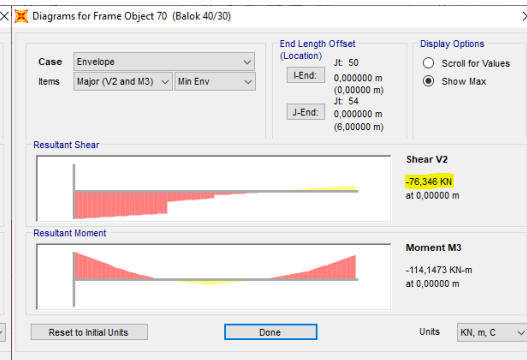 Diagrams for Frame Object 70 (Balok 40/30)
Case Envelope
Items Major (V2 and M3) Min Env
End Length Offset
(Location)
Jt: 50
I-End: 0,00000 m
(0,00000 m)
Jt: 54
J-End: 0,00000 m
(6,00000 m)
Display Options
Scroll for Values
Show Max
Resultant Shear
Shear V2
-76,346 KN
at 0,00000 m
Resultant Moment
Moment M3
-114,1473 KN-m
at 0,00000 m
Reset to Initial Units Done Units KN, m, C